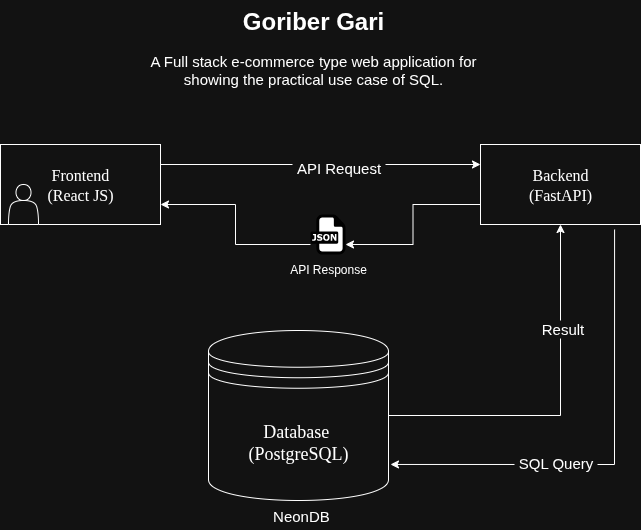 Goriber Gari
A Full stack e-commerce type web application for
showing the practical use case of SQL.
Frontend
(React JS)
API Request
Backend
(FastAPI)
JSON
API Response
Result
Database
(PostgreSQL)
SQL Query
NeonDB